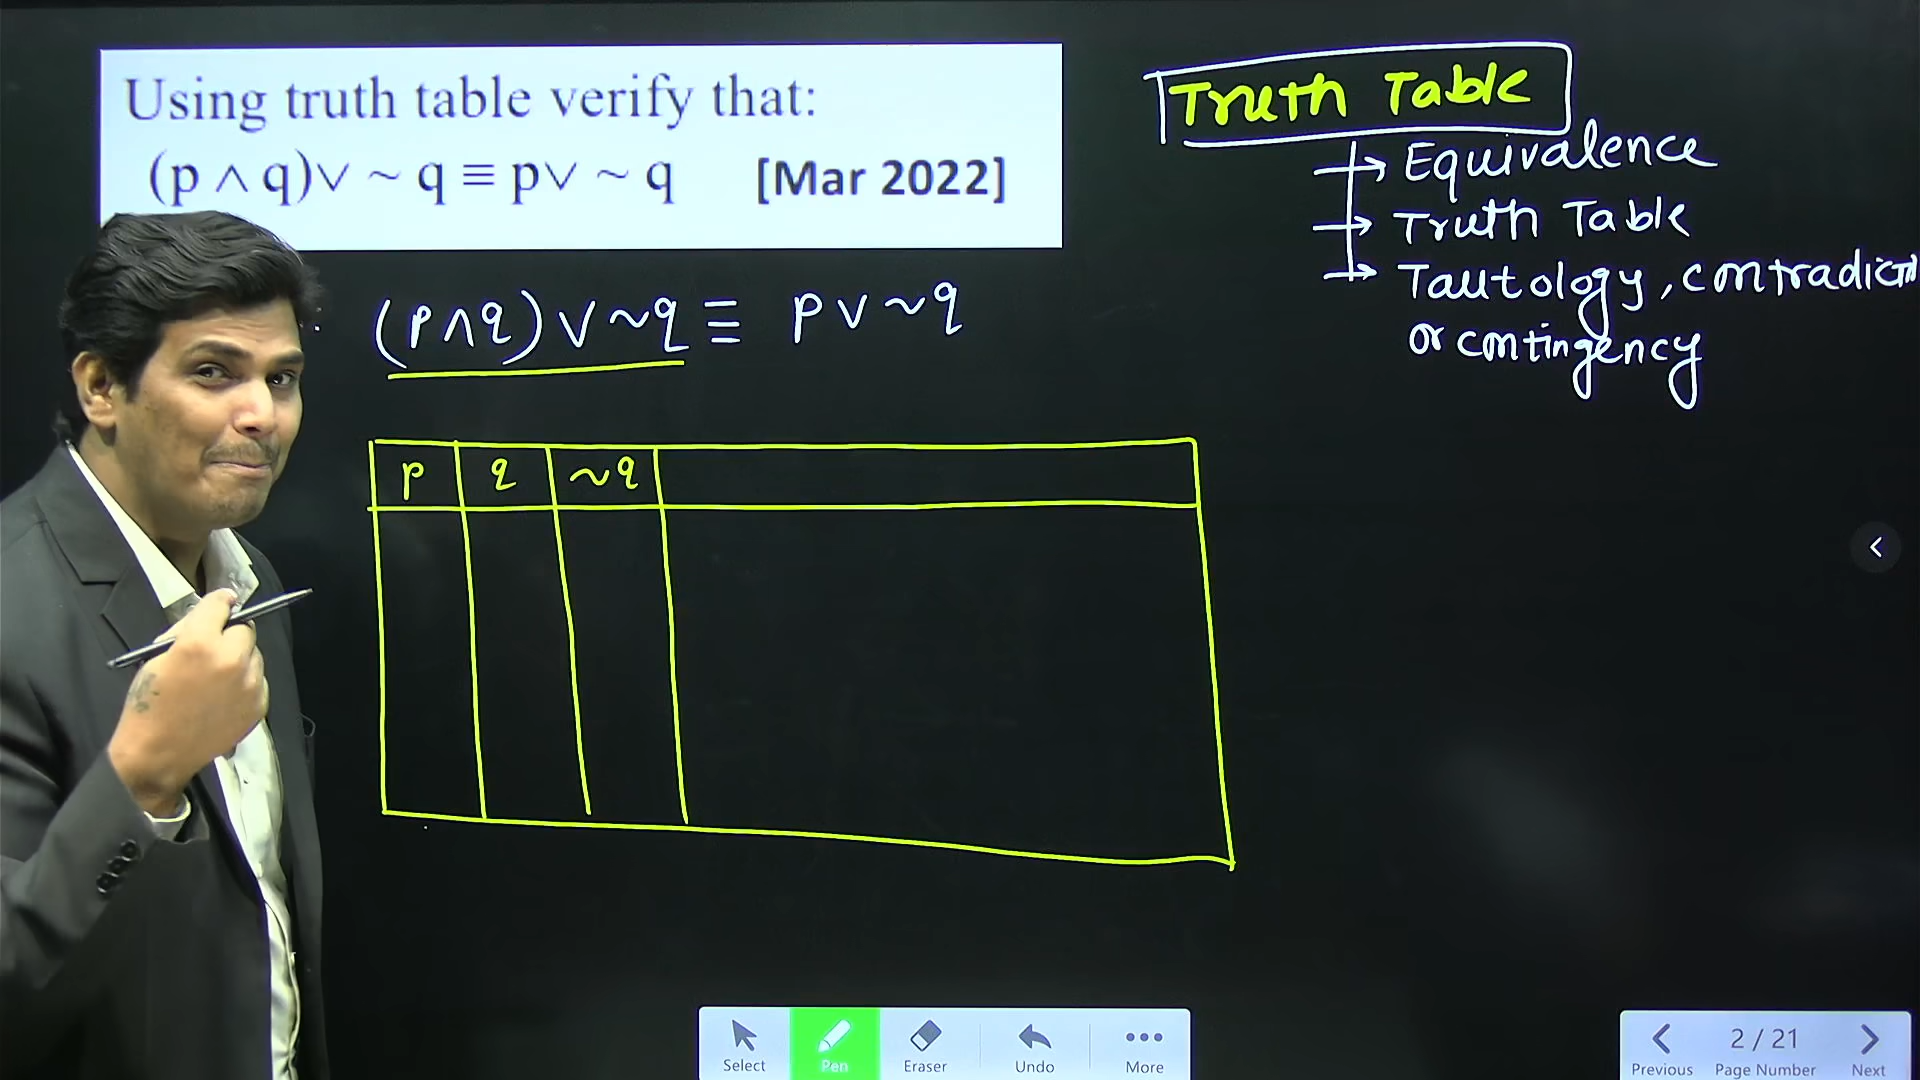 Using truth table verify that:
(p ∧ q)∨ ~ q ≡ p∨ ~ q [Mar 2022]
Truth Table
→ Equivalence
→ Truth Table
→ Tautology, contradictn
or contingency
(p∧q) ∨ ~q ≡ p ∨ ~q
p q ~q
Select Pen Eraser Undo More
2 / 21
Previous Page Number Next